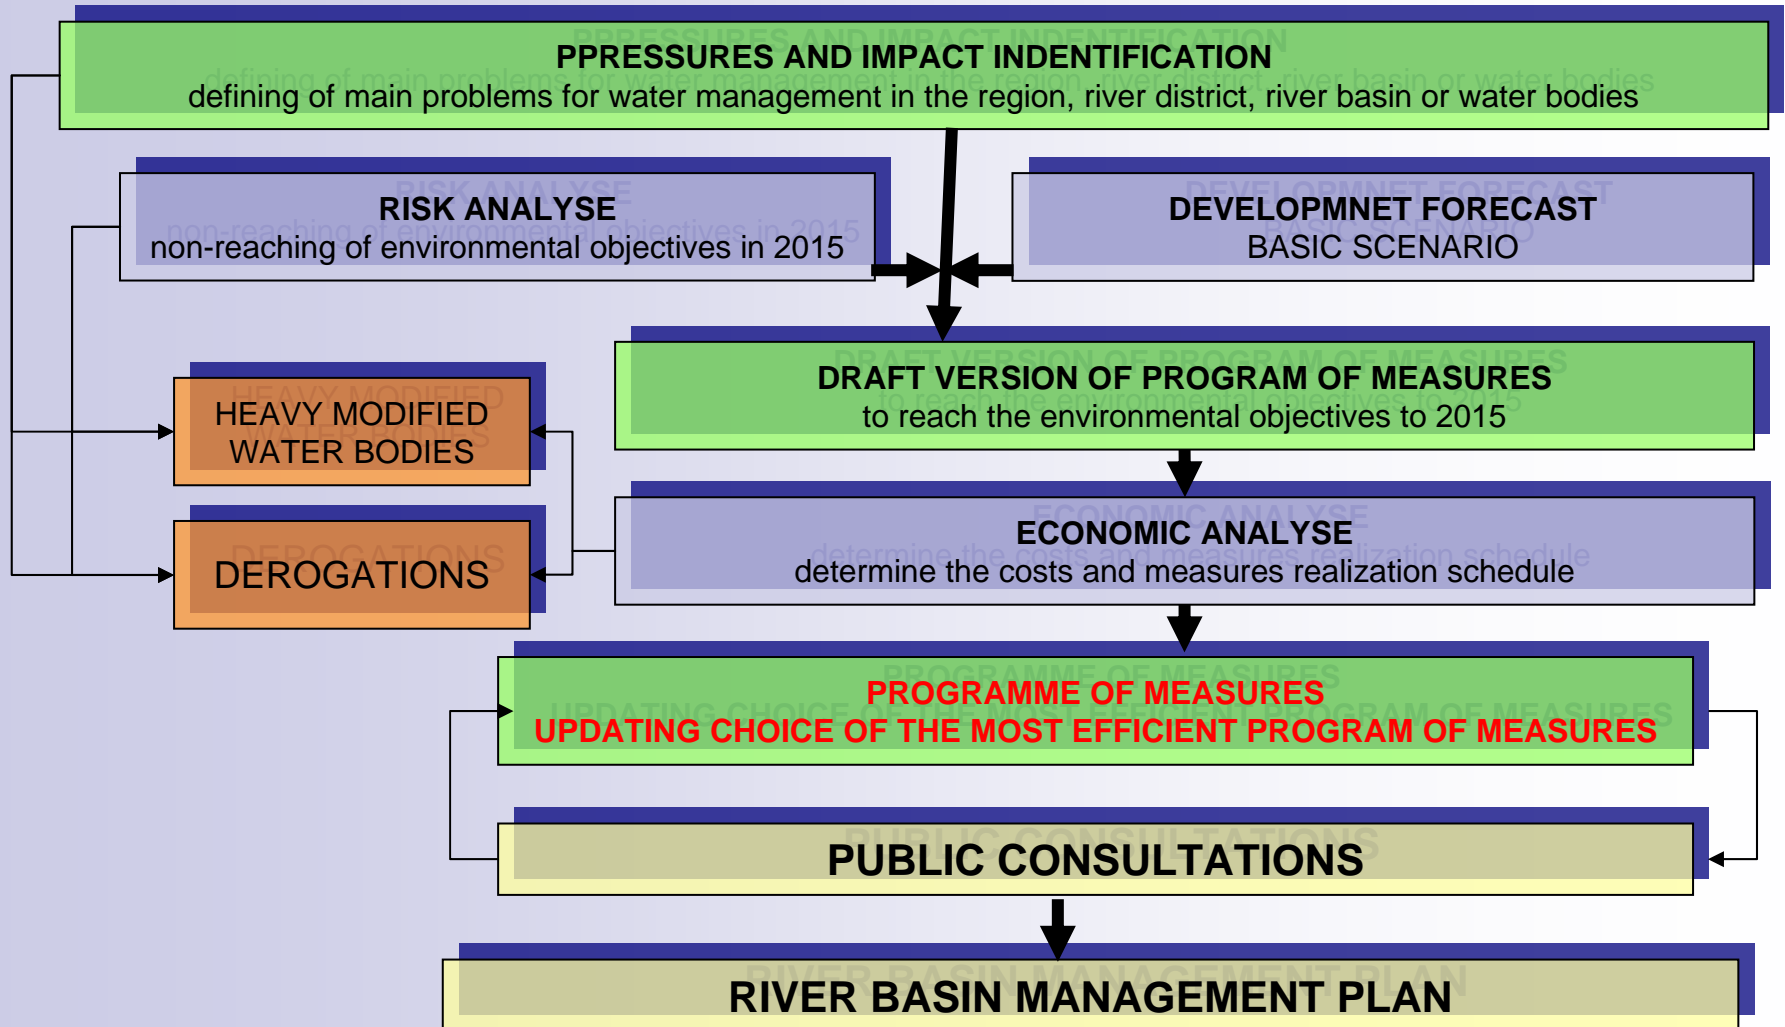 PPRESSURES AND IMPACT INDENTIFICATION
defining of main problems for water management in the region, river district, river basin or water bodies
RISK ANALYSE
non-reaching of environmental objectives in 2015
DEVELOPMNET FORECAST
BASIC SCENARIO
DRAFT VERSION OF PROGRAM OF MEASURES
to reach the environmental objectives to 2015
HEAVY MODIFIED
WATER BODIES
ECONOMIC ANALYSE
determine the costs and measures realization schedule
DEROGATIONS
PROGRAMME OF MEASURES
UPDATING CHOICE OF THE MOST EFFICIENT PROGRAM OF MEASURES
PUBLIC CONSULTATIONS
RIVER BASIN MANAGEMENT PLAN